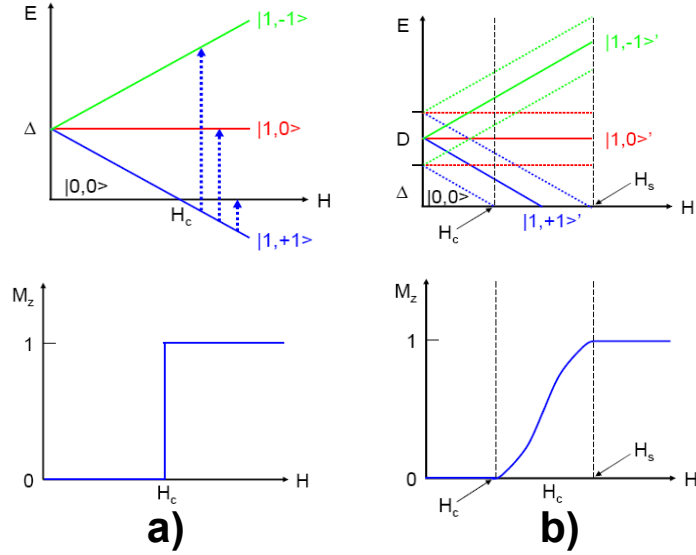 E
|1,-1>
Δ
|1,0>
|0,0>
H
H_c
|1,+1>
M_z
1
0
H_c
H
a)
E
|1,-1>’
D
|1,0>’
Δ
|0,0>
H_s
H
H_c
|1,+1>’
M_z
1
H_s
0
H
H_c
H_c
b)